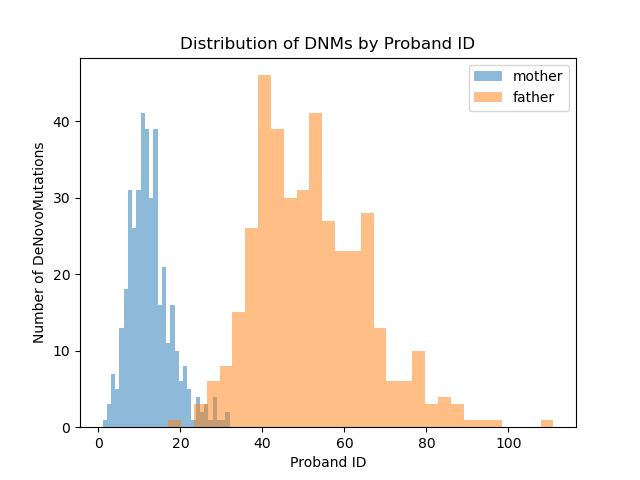 Distribution of DNMs by Proband ID
mother
father
Number of DeNovoMutations
40
30
20
10
0
0 20 40 60 80 100
Proband ID